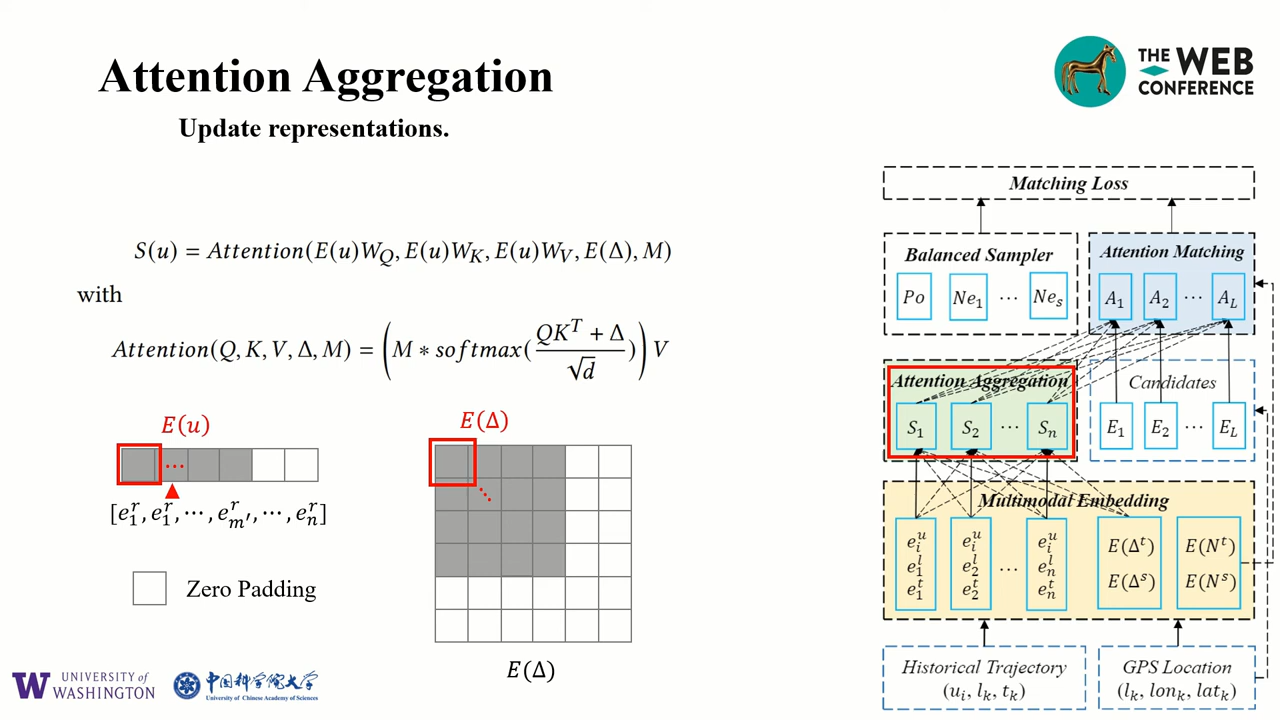 Attention Aggregation
Update representations.
THE WEB
CONFERENCE
S(u) = Attention(E(u)W_Q, E(u)W_K, E(u)W_V, E(Δ), M)
with
Attention(Q, K, V, Δ, M) = (M * softmax(\frac{QK^T + Δ}{\sqrt{d}})) V
E(u)
...
[e_1^r, e_1^r, ⋯, e_{m'}^r, ⋯, e_n^r]
Zero Padding
E(Δ)
⋱
E(Δ)
Matching Loss
Balanced Sampler
Po Ne_1 ⋯ Ne_s
Attention Matching
A_1 A_2 ⋯ A_L
Attention Aggregation
S_1 S_2 ⋯ S_n
Candidates
E_1 E_2 ⋯ E_L
Multimodal Embedding
e_i^u e_i^u e_i^u E(Δ^t) E(N^t)
e_1^l e_2^l ⋯ e_n^l
e_1^t e_2^t e_n^t E(Δ^s) E(N^s)
Historical Trajectory
(u_i, l_k, t_k)
GPS Location
(l_k, lon_k, lat_k)
W UNIVERSITY of
WASHINGTON
中国科学院大学
University of Chinese Academy of Sciences